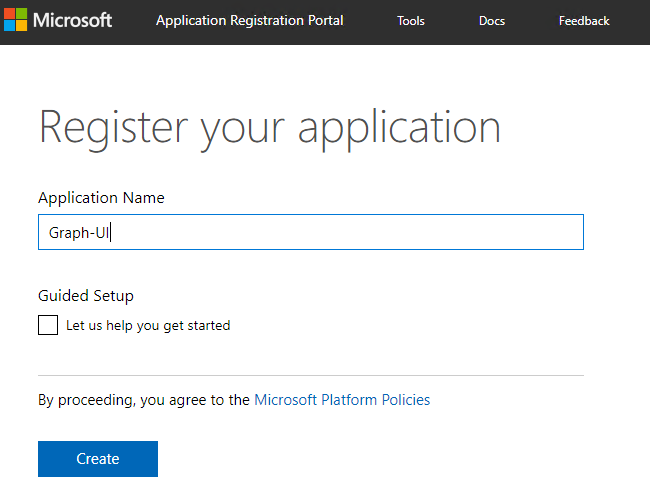 Microsoft Application Registration Portal Tools Docs Feedback
Register your application
Application Name
Graph-UI
Guided Setup
Let us help you get started
By proceeding, you agree to the Microsoft Platform Policies
Create